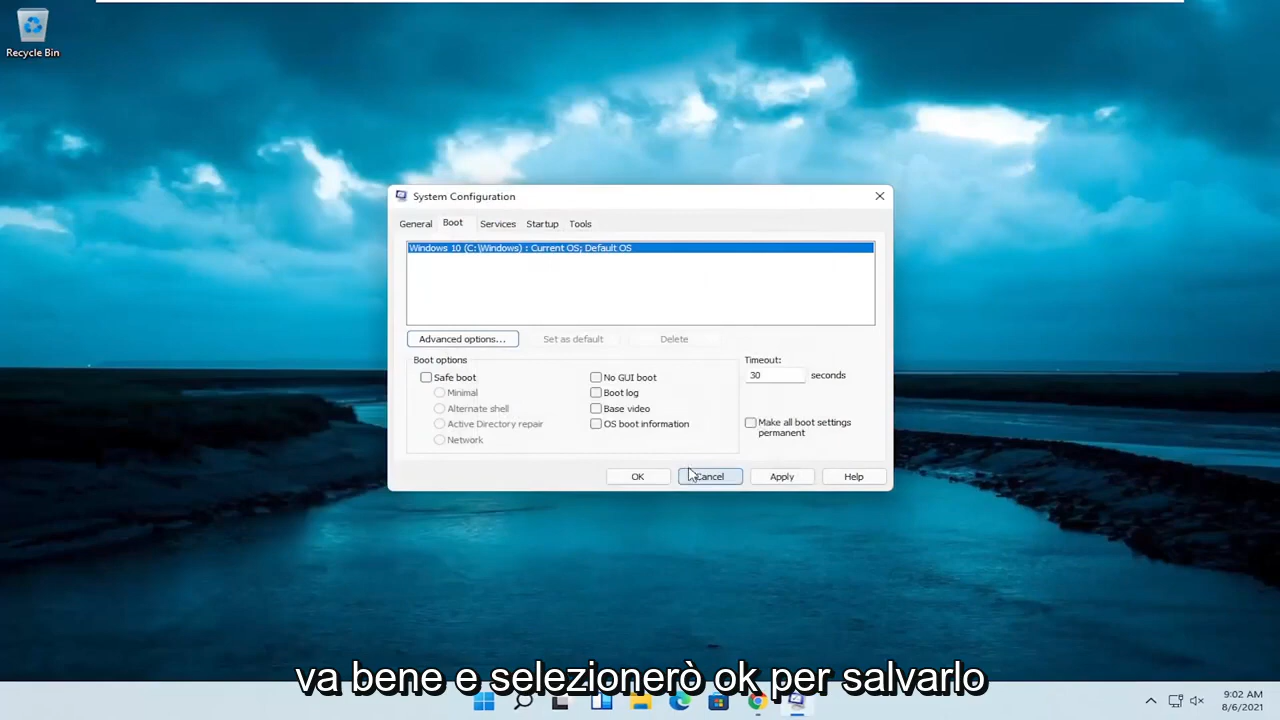 Recycle Bin
System Configuration
General Boot Services Startup Tools
Windows 10 (C:\Windows) : Current OS; Default OS
Advanced options... Set as default Delete
Boot options
Safe boot
Minimal
Alternate shell
Active Directory repair
Network
No GUI boot
Boot log
Base video
OS boot information
Timeout:
30 seconds
Make all boot settings
permanent
OK Cancel Apply Help
va bene e selezionerò ok per salvarlo
9:02 AM
8/6/2021